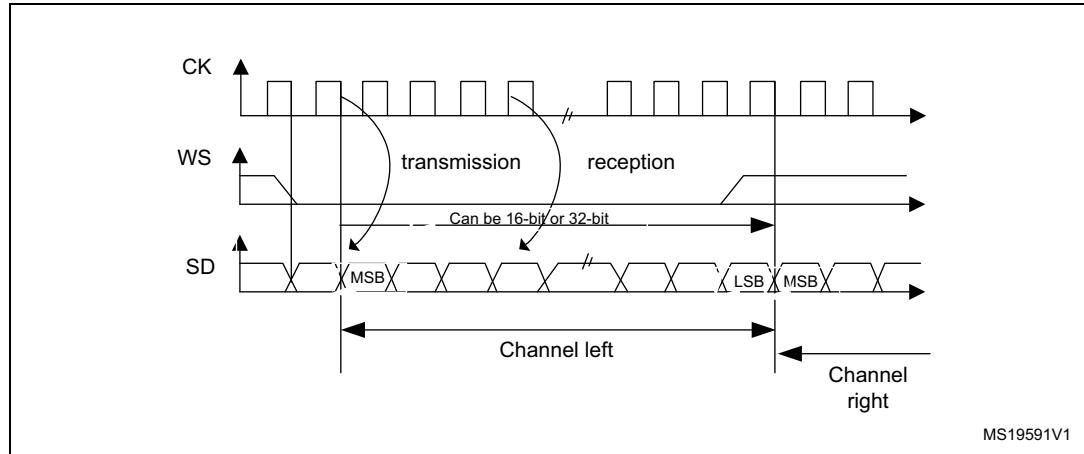 CK
transmission
reception
WS
Can be 16-bit or 32-bit
SD
MSB
LSB
MSB
Channel left
Channel
right
MS19591V1